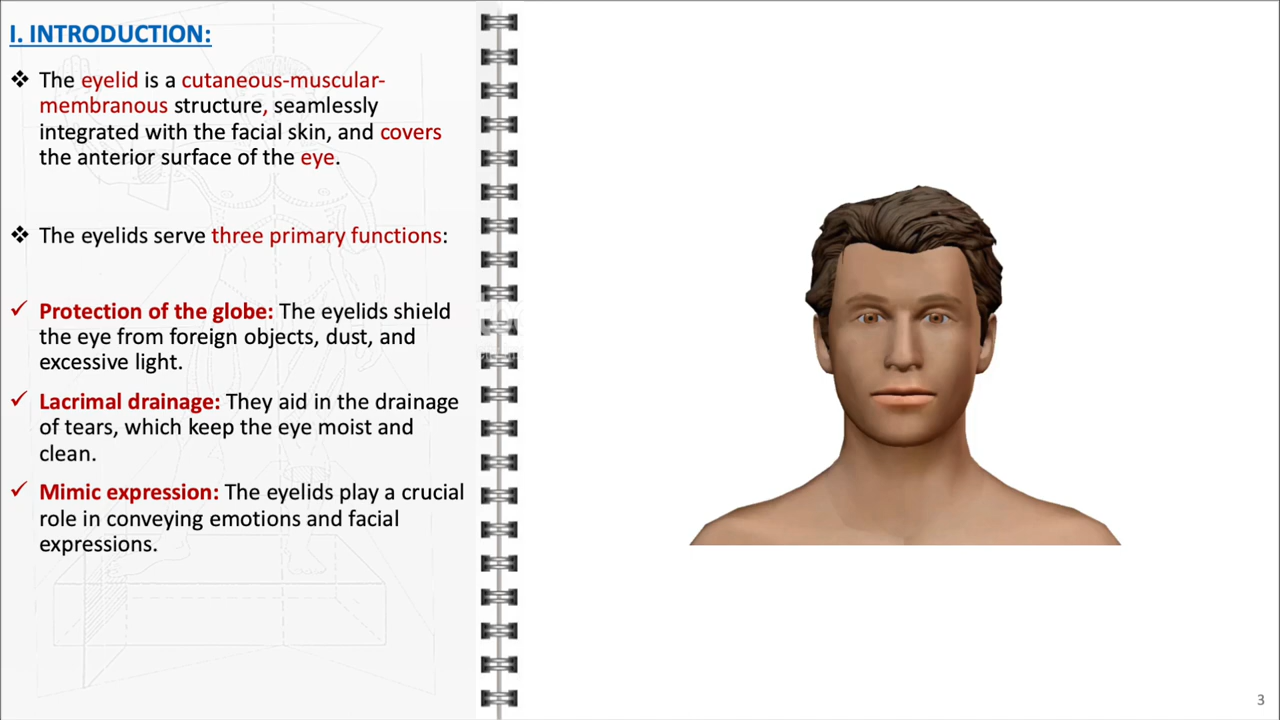 I. INTRODUCTION:
❖ The eyelid is a cutaneous-muscular-
membranous structure, seamlessly
integrated with the facial skin, and covers
the anterior surface of the eye.
❖ The eyelids serve three primary functions:
✓ Protection of the globe: The eyelids shield
the eye from foreign objects, dust, and
excessive light.
✓ Lacrimal drainage: They aid in the drainage
of tears, which keep the eye moist and
clean.
✓ Mimic expression: The eyelids play a crucial
role in conveying emotions and facial
expressions.
3